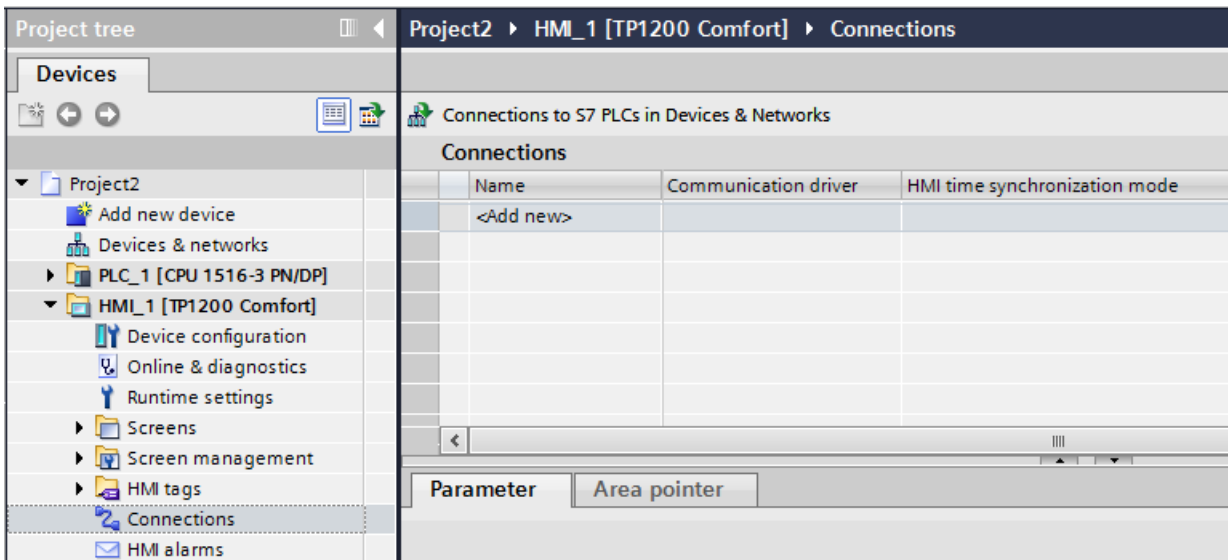 Project tree
Devices
Project2
Add new device
Devices & networks
PLC_1 [CPU 1516-3 PN/DP]
HMI_1 [TP1200 Comfort]
Device configuration
Online & diagnostics
Runtime settings
Screens
Screen management
HMI tags
Connections
HMI alarms
Project2 HMI_1 [TP1200 Comfort] Connections
Connections to S7 PLCs in Devices & Networks
Connections
Name Communication driver HMI time synchronization mode
<Add new>
Parameter Area pointer